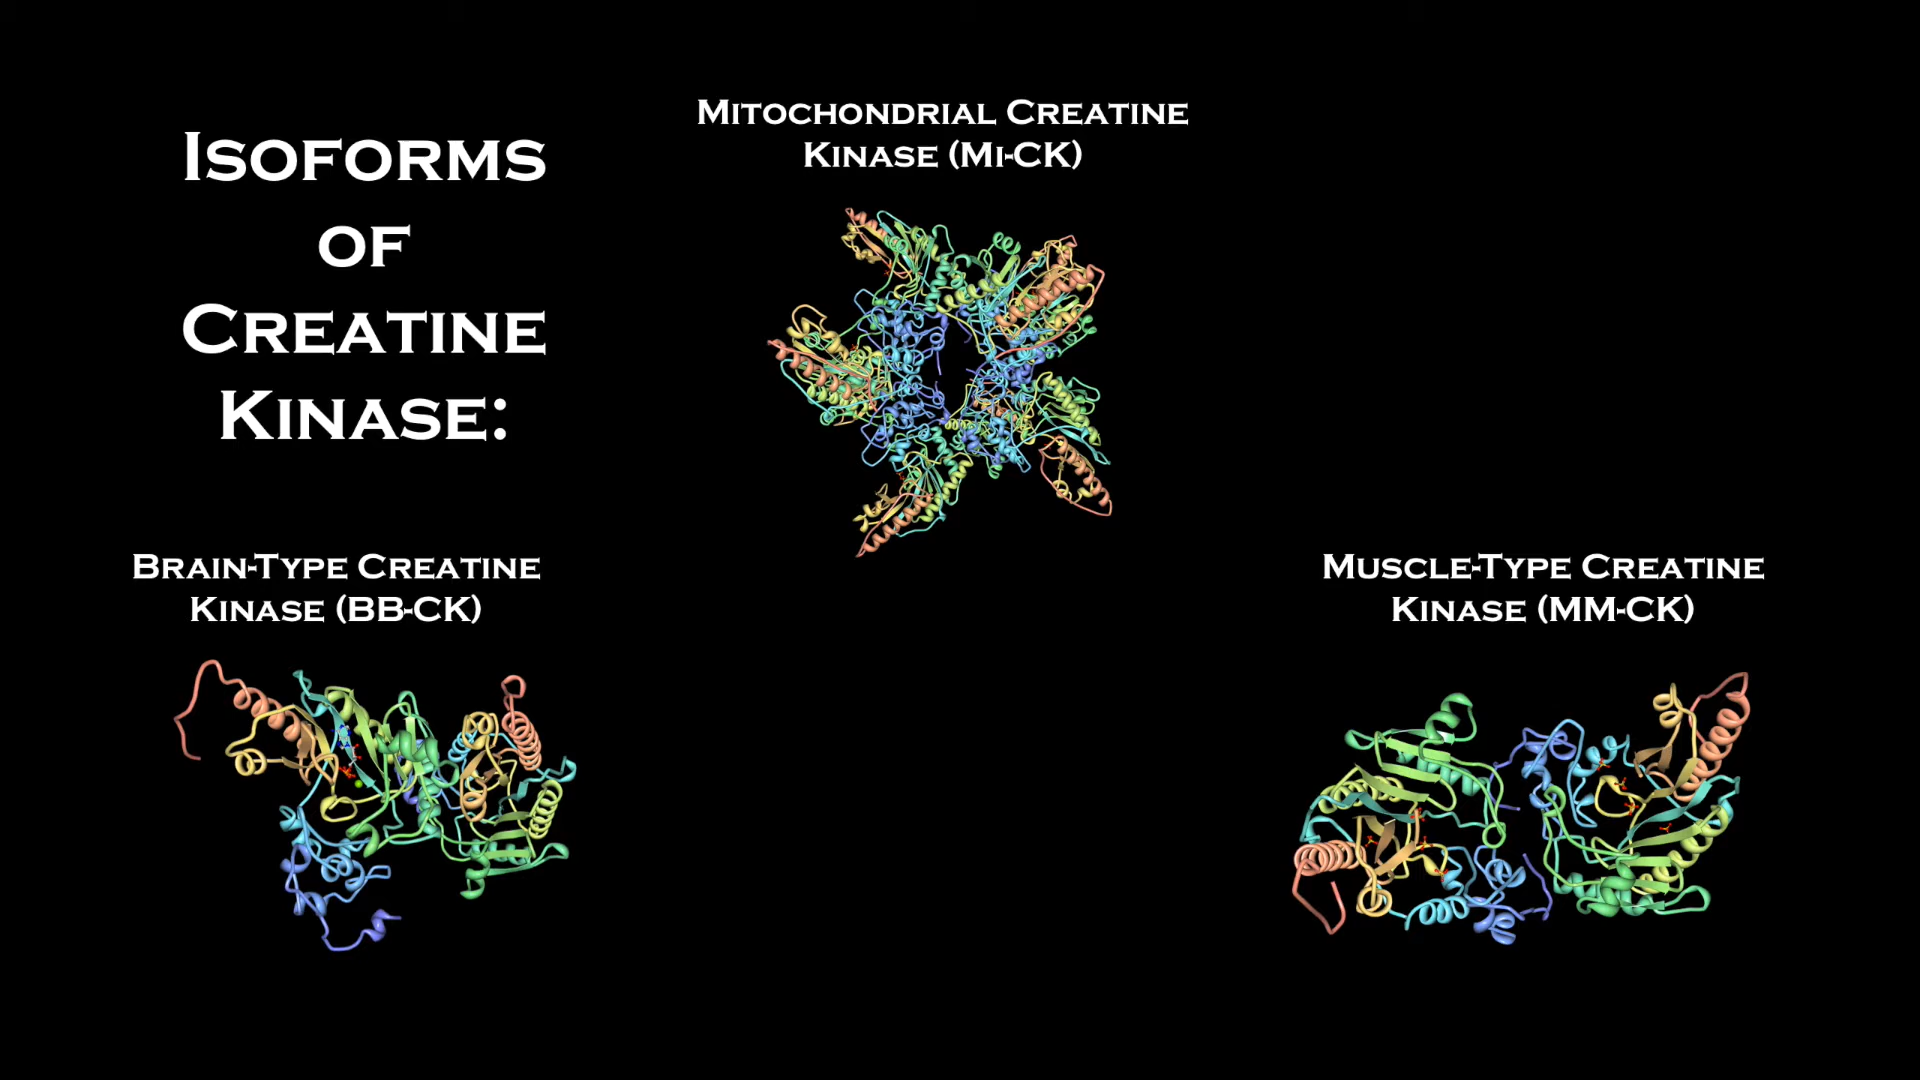 Isoforms
of
Creatine
Kinase:
Mitochondrial Creatine
Kinase (Mi-CK)
Brain-Type Creatine
Kinase (BB-CK)
Muscle-Type Creatine
Kinase (MM-CK)